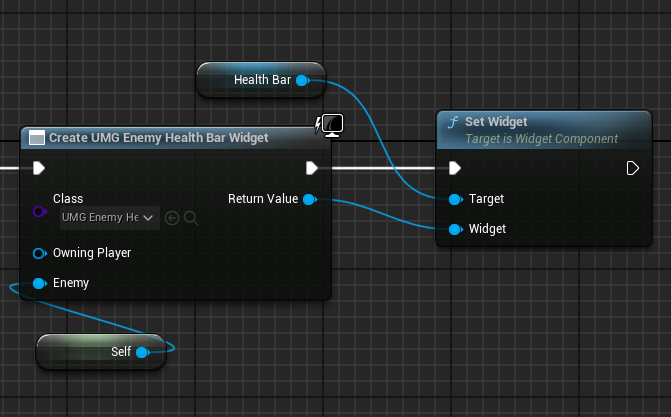 Health Bar
Create UMG Enemy Health Bar Widget
Class
UMG Enemy He
Return Value
Owning Player
Enemy
Self
f Set Widget
Target is Widget Component
Target
Widget